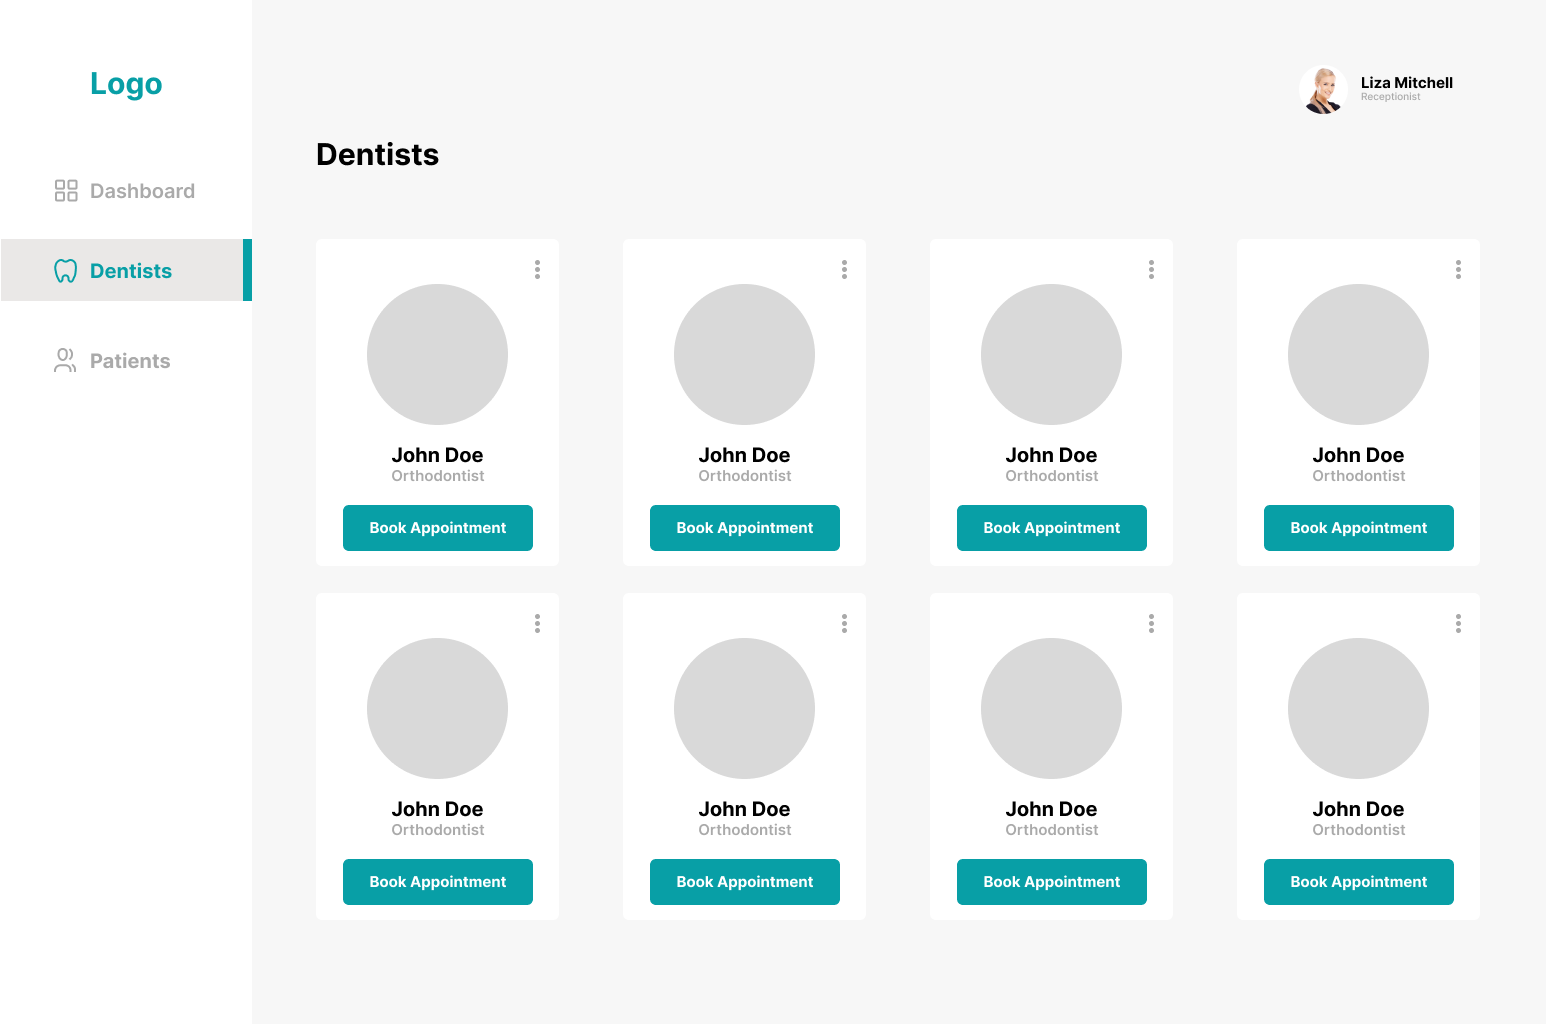 Logo
Liza Mitchell
Receptionist
Dentists
Dashboard
Dentists
Patients
John Doe
Orthodontist
Book Appointment
John Doe
Orthodontist
Book Appointment
John Doe
Orthodontist
Book Appointment
John Doe
Orthodontist
Book Appointment
John Doe
Orthodontist
Book Appointment
John Doe
Orthodontist
Book Appointment
John Doe
Orthodontist
Book Appointment
John Doe
Orthodontist
Book Appointment